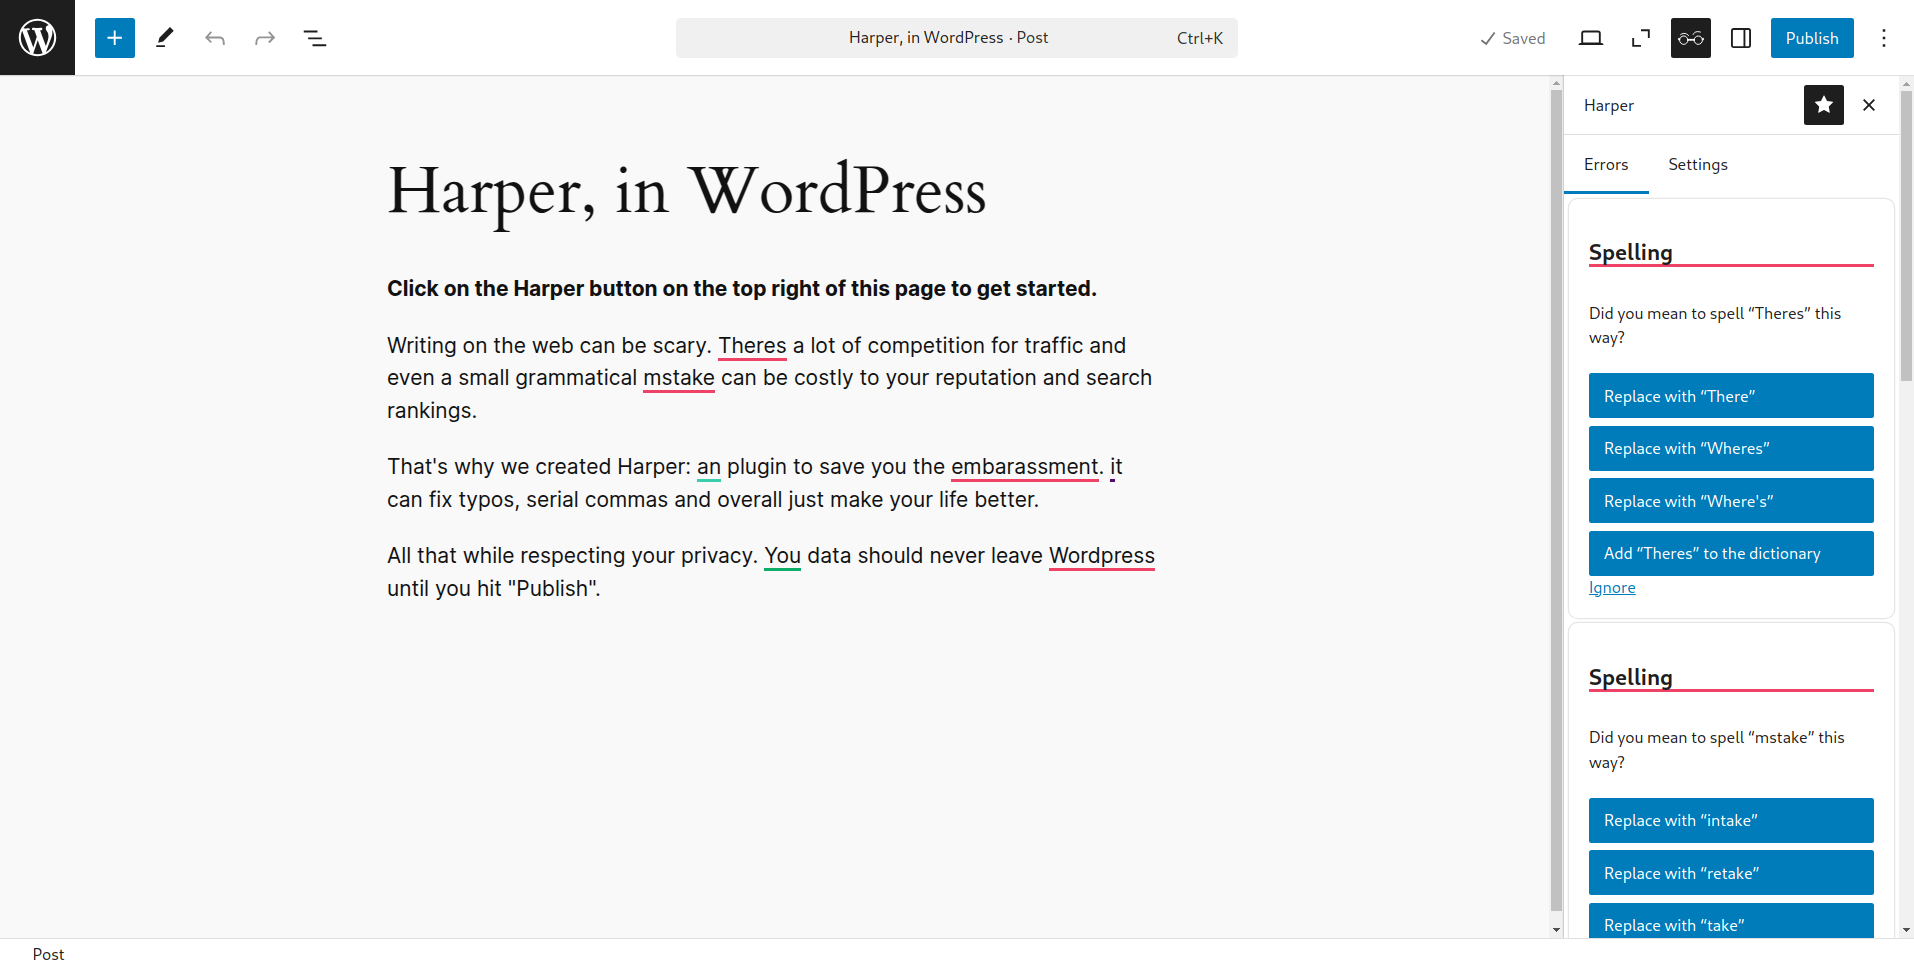 Harper, in WordPress · Post Ctrl+K
Saved
Publish
Harper, in WordPress
Click on the Harper button on the top right of this page to get started.
Writing on the web can be scary. Theres a lot of competition for traffic and
even a small grammatical mstake can be costly to your reputation and search
rankings.
That's why we created Harper: an plugin to save you the embarassment. it
can fix typos, serial commas and overall just make your life better.
All that while respecting your privacy. You data should never leave Wordpress
until you hit "Publish".
Harper
Errors Settings
Spelling
Did you mean to spell “Theres” this
way?
Replace with “There”
Replace with “Wheres”
Replace with “Where's”
Add “Theres” to the dictionary
Ignore
Spelling
Did you mean to spell “mstake” this
way?
Replace with “intake”
Replace with “retake”
Replace with “take”
Post